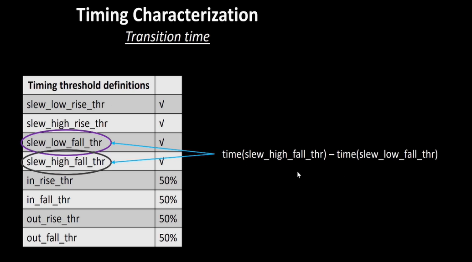 Timing Characterization
Transition time
Timing threshold definitions
slew_low_rise_thr √
slew_high_rise_thr √
slew_low_fall_thr √
slew_high_fall_thr √
in_rise_thr 50%
in_fall_thr 50%
out_rise_thr 50%
out_fall_thr 50%
time(slew_high_fall_thr) – time(slew_low_fall_thr)